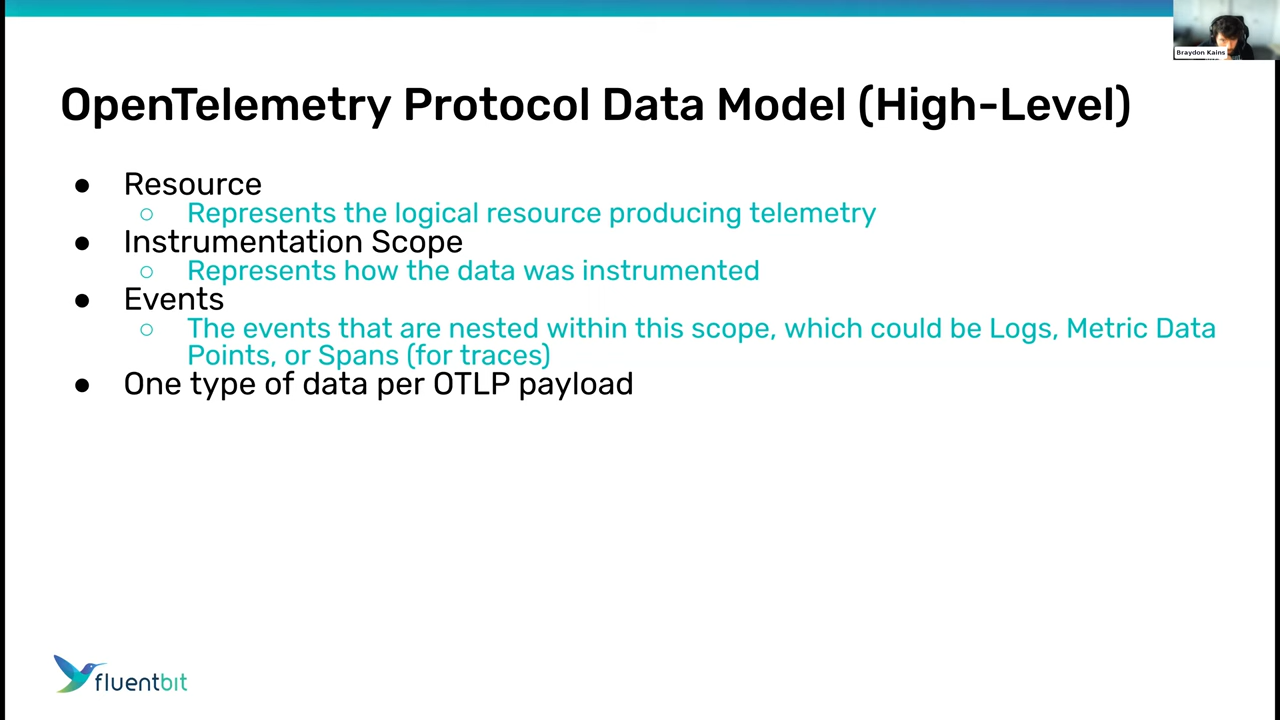 Braydon Kains
OpenTelemetry Protocol Data Model (High-Level)
● Resource
○ Represents the logical resource producing telemetry
● Instrumentation Scope
○ Represents how the data was instrumented
● Events
○ The events that are nested within this scope, which could be Logs, Metric Data
Points, or Spans (for traces)
● One type of data per OTLP payload
fluentbit